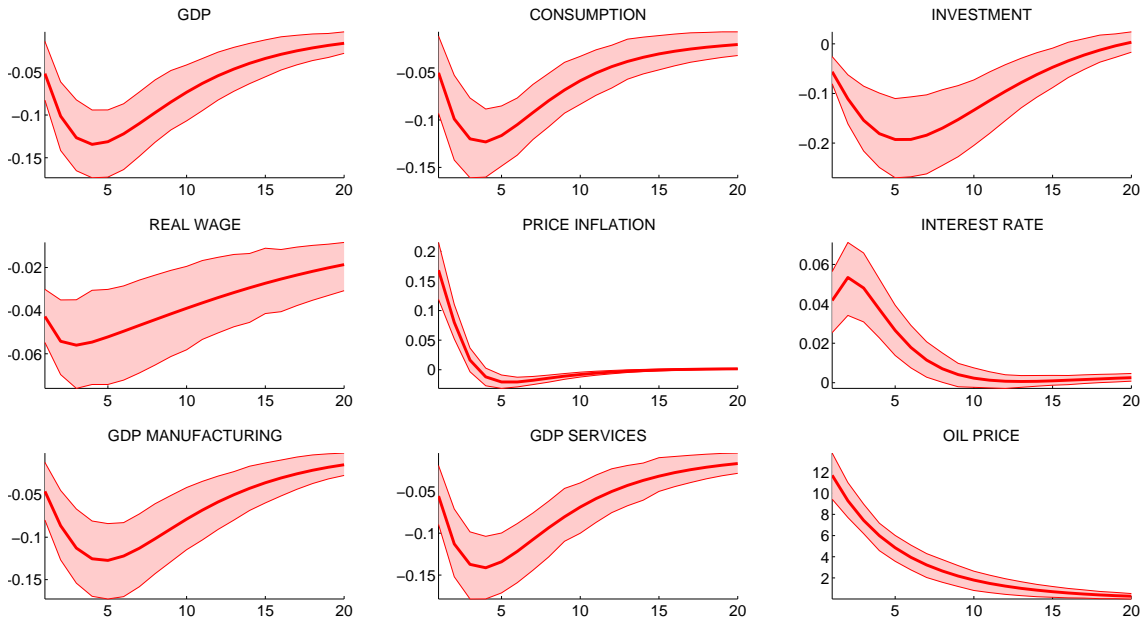 GDP
CONSUMPTION
INVESTMENT
-0.05
-0.1
-0.15
5 10 15 20
−0.05
−0.1
−0.15
5 10 15 20
0
−0.1
−0.2
5 10 15 20
REAL WAGE
PRICE INFLATION
INTEREST RATE
-0.02
-0.04
-0.06
5 10 15 20
0.2
0.15
0.1
0.05
0
5 10 15 20
0.06
0.04
0.02
0
5 10 15 20
GDP MANUFACTURING
GDP SERVICES
OIL PRICE
−0.05
−0.1
−0.15
5 10 15 20
−0.05
−0.1
−0.15
5 10 15 20
12
10
8
6
4
2
5 10 15 20